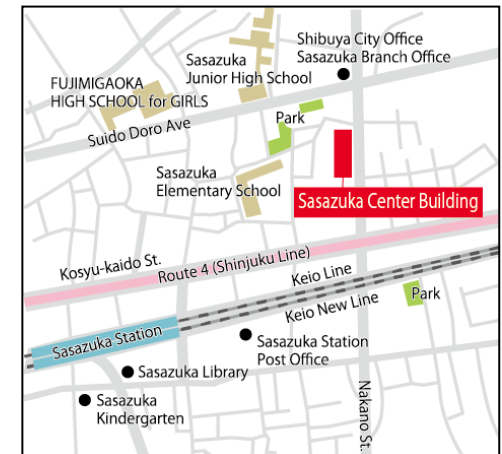 Shibuya City Office
Sasazuka Branch Office
Sasazuka
Junior High School
FUJIMIGAOKA
HIGH SCHOOL for GIRLS
Park
Suido Doro Ave
Sasazuka
Elementary School
Sasazuka Center Building
Kosyu-kaido St.
Route 4 (Shinjuku Line)
Keio Line
Keio New Line
Park
Sasazuka Station
Sasazuka Station
Post Office
Sasazuka Library
Sasazuka
Kindergarten
Nakano St.